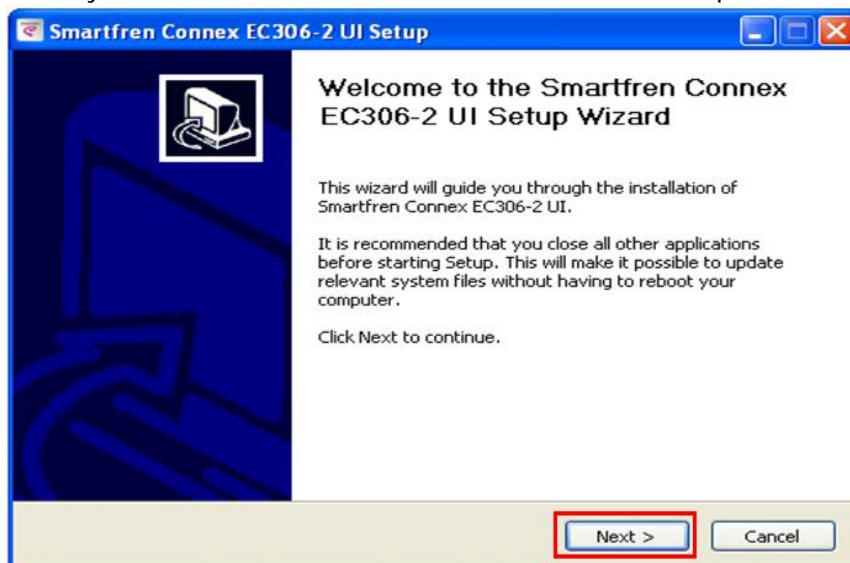 Smartfren Connex EC306-2 UI Setup
Welcome to the Smartfren Connex
EC306-2 UI Setup Wizard
This wizard will guide you through the installation of
Smartfren Connex EC306-2 UI.
It is recommended that you close all other applications
before starting Setup. This will make it possible to update
relevant system files without having to reboot your
computer.
Click Next to continue.
Next >
Cancel